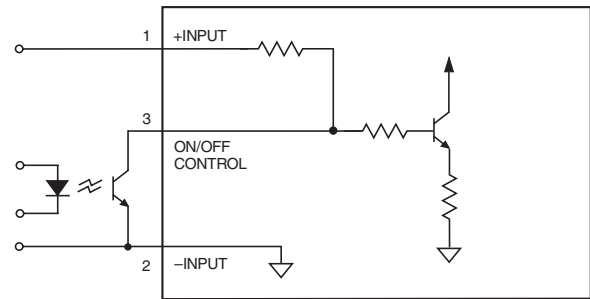 1 +INPUT
3
ON/OFF
CONTROL
2 –INPUT